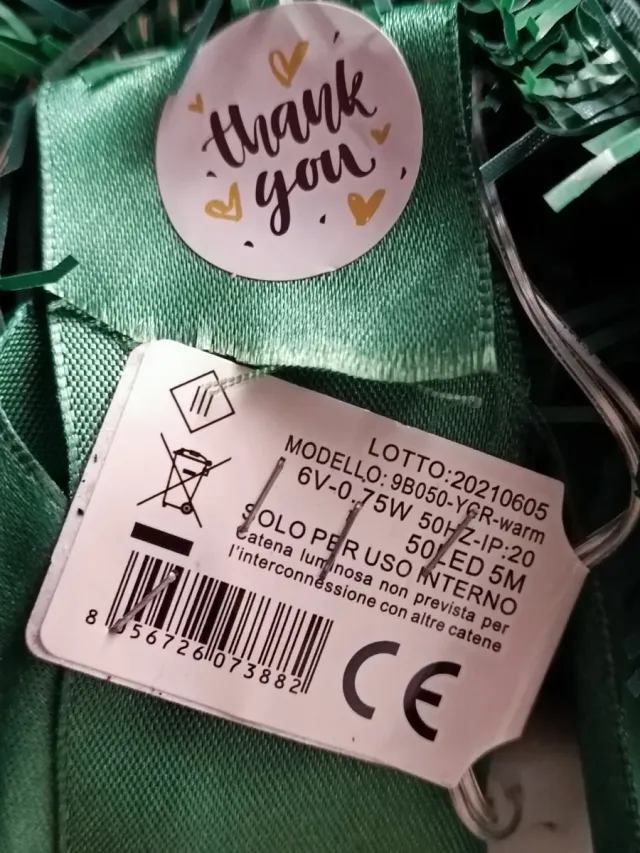 thank
you
LOTTO:20210605
MODELLO: 9B050-YGR-warm
6V-0,75W 50HZ-IP:20
50LED 5M
SOLO PER USO INTERNO
Catena luminosa non prevista per
l'interconnessione con altre catene
8 056726 073882
CE